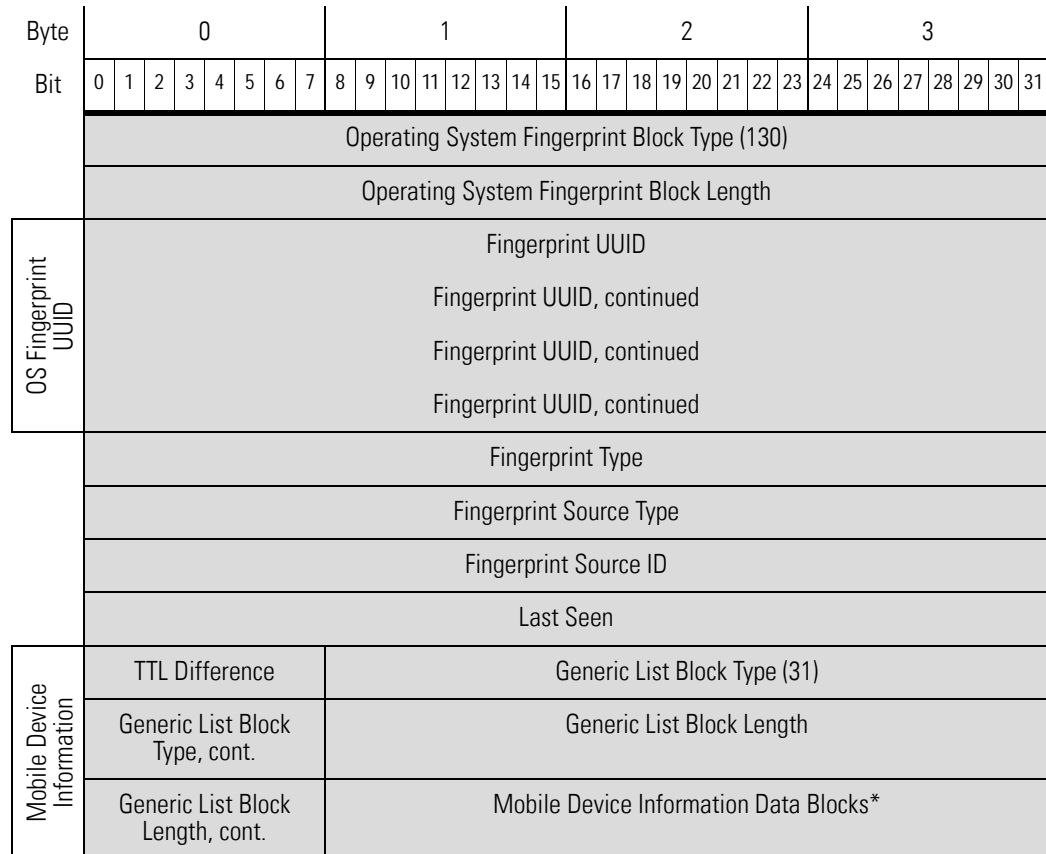 Byte 0 1 2 3
Bit 0 1 2 3 4 5 6 7 8 9 10 11 12 13 14 15 16 17 18 19 20 21 22 23 24 25 26 27 28 29 30 31
Operating System Fingerprint Block Type (130)
Operating System Fingerprint Block Length
OS Fingerprint
UUID
Fingerprint UUID
Fingerprint UUID, continued
Fingerprint UUID, continued
Fingerprint UUID, continued
Fingerprint Type
Fingerprint Source Type
Fingerprint Source ID
Last Seen
Mobile Device
Information
TTL Difference Generic List Block Type (31)
Generic List Block
Type, cont.
Generic List Block Length
Generic List Block
Length, cont.
Mobile Device Information Data Blocks*